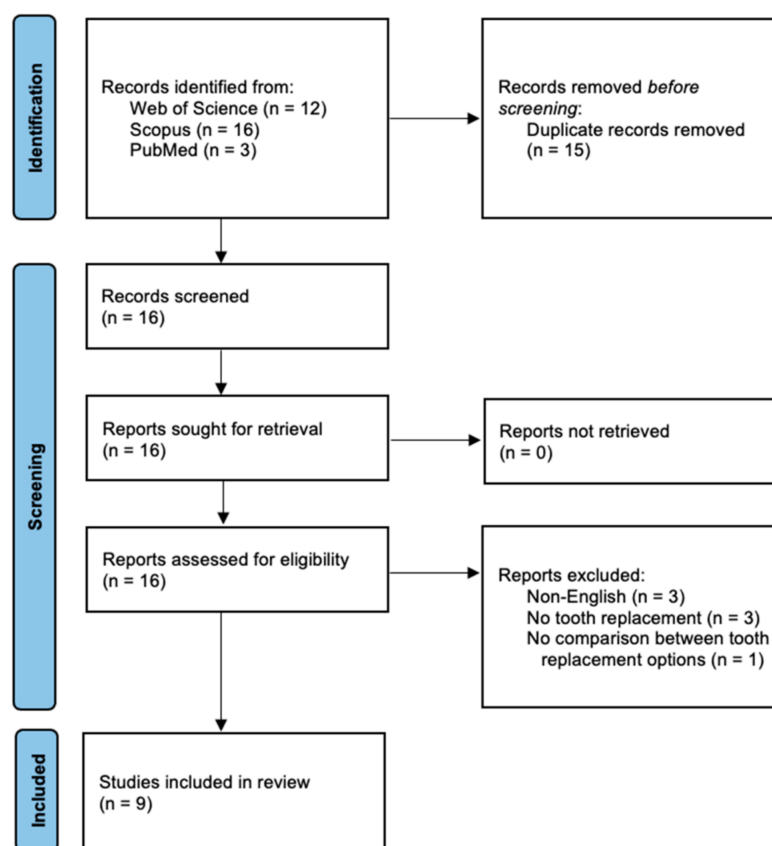 Identification
Records identified from:
Web of Science (n = 12)
Scopus (n = 16)
PubMed (n = 3)
Records removed before
screening:
Duplicate records removed
(n = 15)
Screening
Records screened
(n = 16)
Reports sought for retrieval
(n = 16)
Reports not retrieved
(n = 0)
Reports assessed for eligibility
(n = 16)
Reports excluded:
Non-English (n = 3)
No tooth replacement (n = 3)
No comparison between tooth
replacement options (n = 1)
Included
Studies included in review
(n = 9)